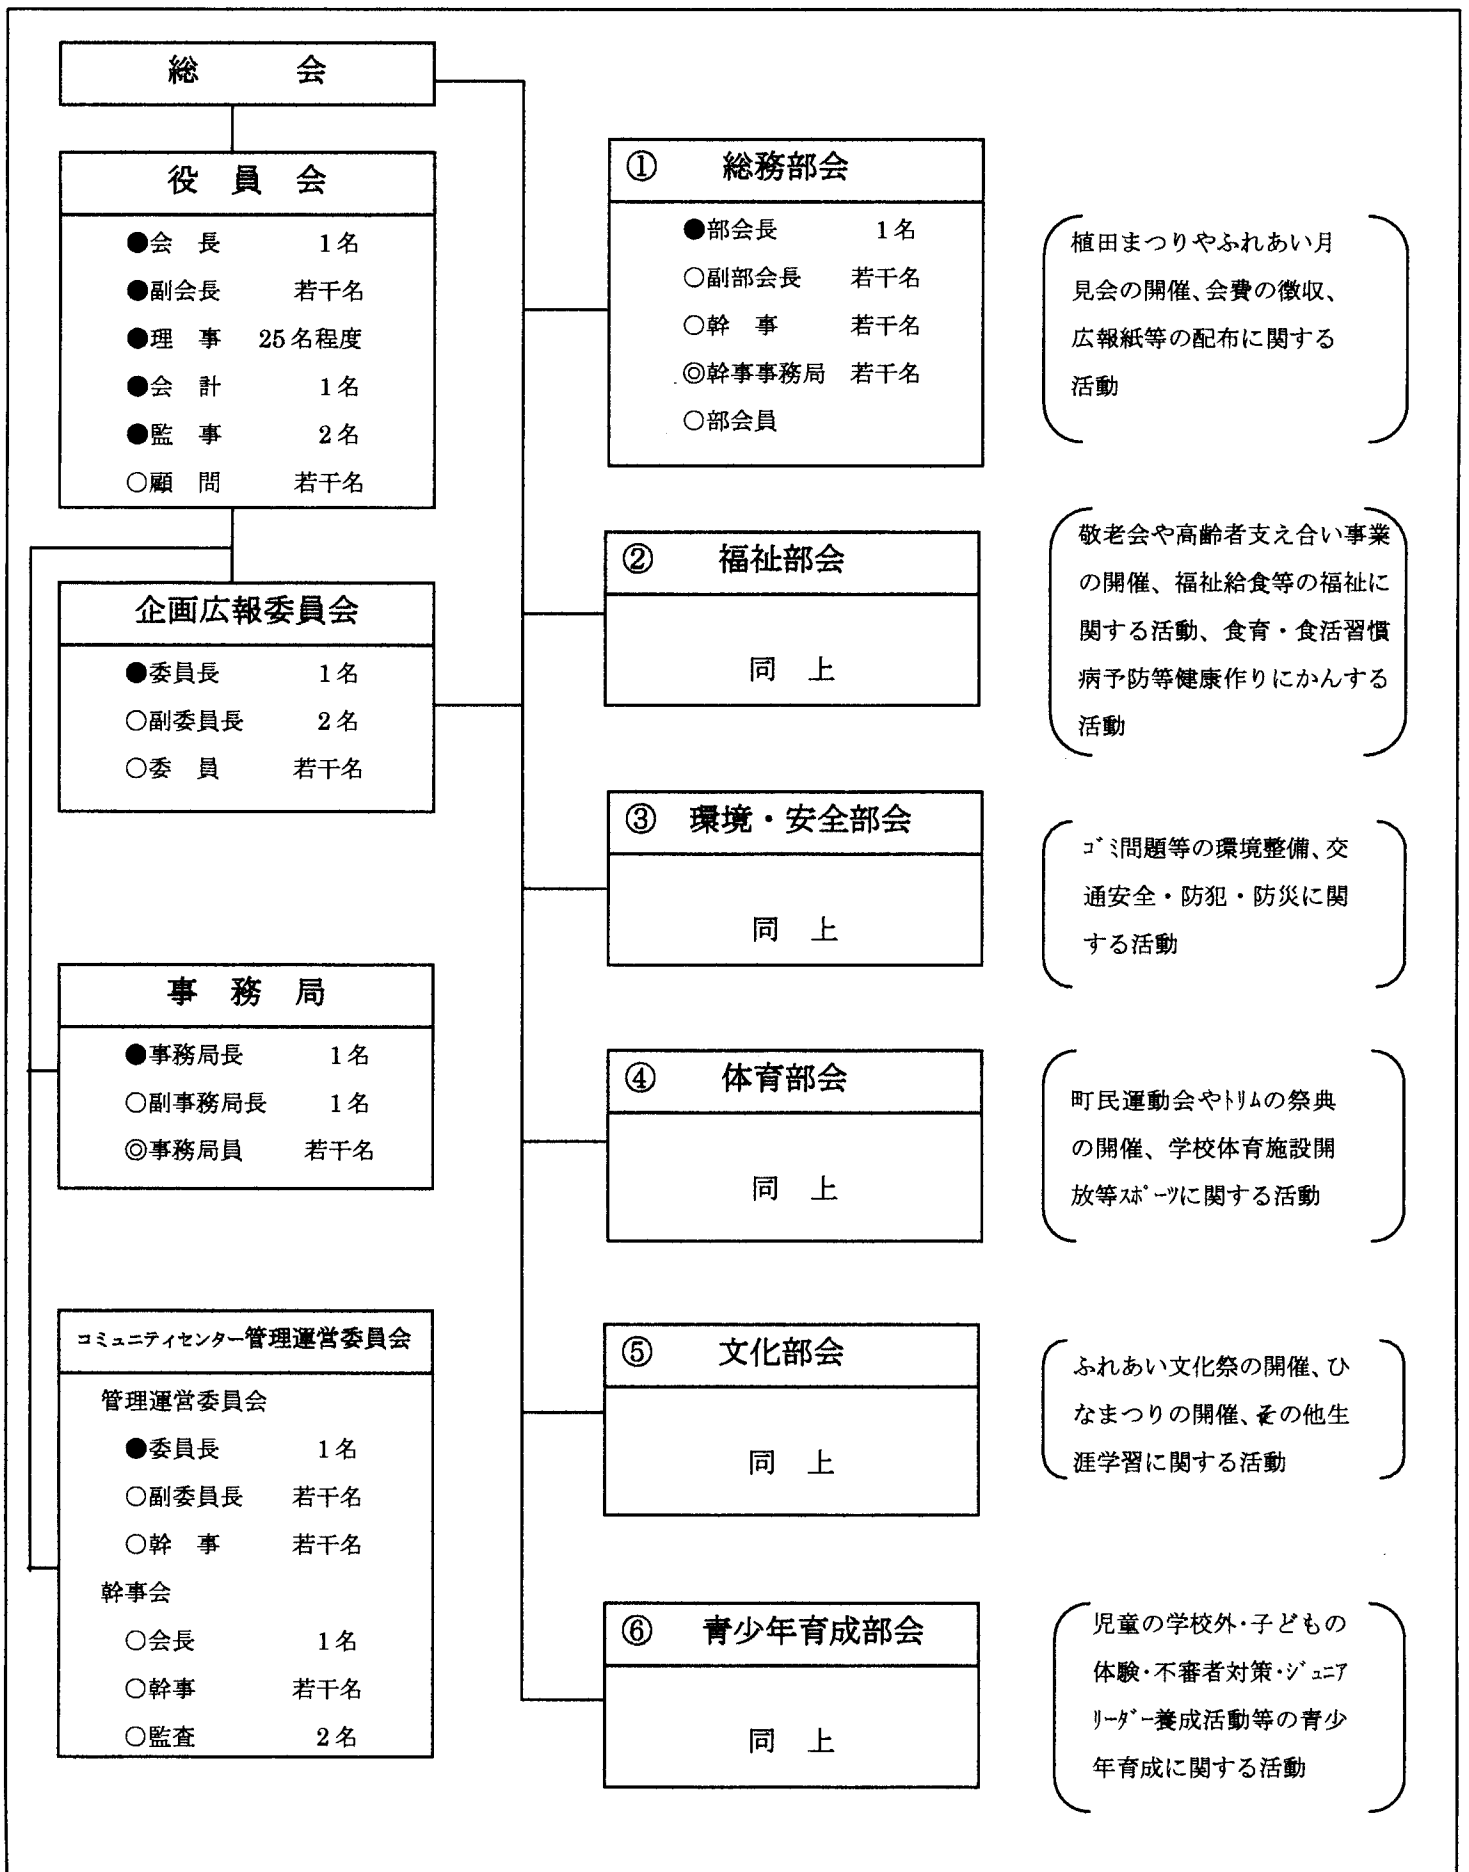 総　会
役　員　会
●会　長　1名
●副会長　若干名
●理　事　25名程度
●会　計　1名
●監　事　2名
○顧　問　若干名
企画広報委員会
●委員長　1名
○副委員長　2名
○委　員　若干名
事　務　局
●事務局長　1名
○副事務局長　1名
◎事務局員　若干名
コミュニティセンター管理運営委員会
管理運営委員会
●委員長　1名
○副委員長　若干名
○幹　事　若干名
幹事会
○会長　1名
○幹事　若干名
○監査　2名
①　総務部会
●部会長　1名
○副部会長　若干名
○幹　事　若干名
◎幹事事務局　若干名
○部会員
植田まつりやふれあい月
見会の開催、会費の徴収、
広報紙等の配布に関する
活動
②　福祉部会
同　上
敬老会や高齢者支え合い事業
の開催、福祉給食等の福祉に
関する活動、食育・食活習慣
病予防等健康作りにかんする
活動
③　環境・安全部会
同　上
ｺﾞﾐ問題等の環境整備、交
通安全・防犯・防災に関
する活動
④　体育部会
同　上
町民運動会やﾄﾘﾑの祭典
の開催、学校体育施設開
放等ｽﾎﾟｰﾂに関する活動
⑤　文化部会
同　上
ふれあい文化祭の開催、ひ
なまつりの開催、その他生
涯学習に関する活動
⑥　青少年育成部会
同　上
児童の学校外・子どもの
体験・不審者対策・ｼﾞｭﾆｱ
ﾘｰﾀﾞｰ養成活動等の青少
年育成に関する活動